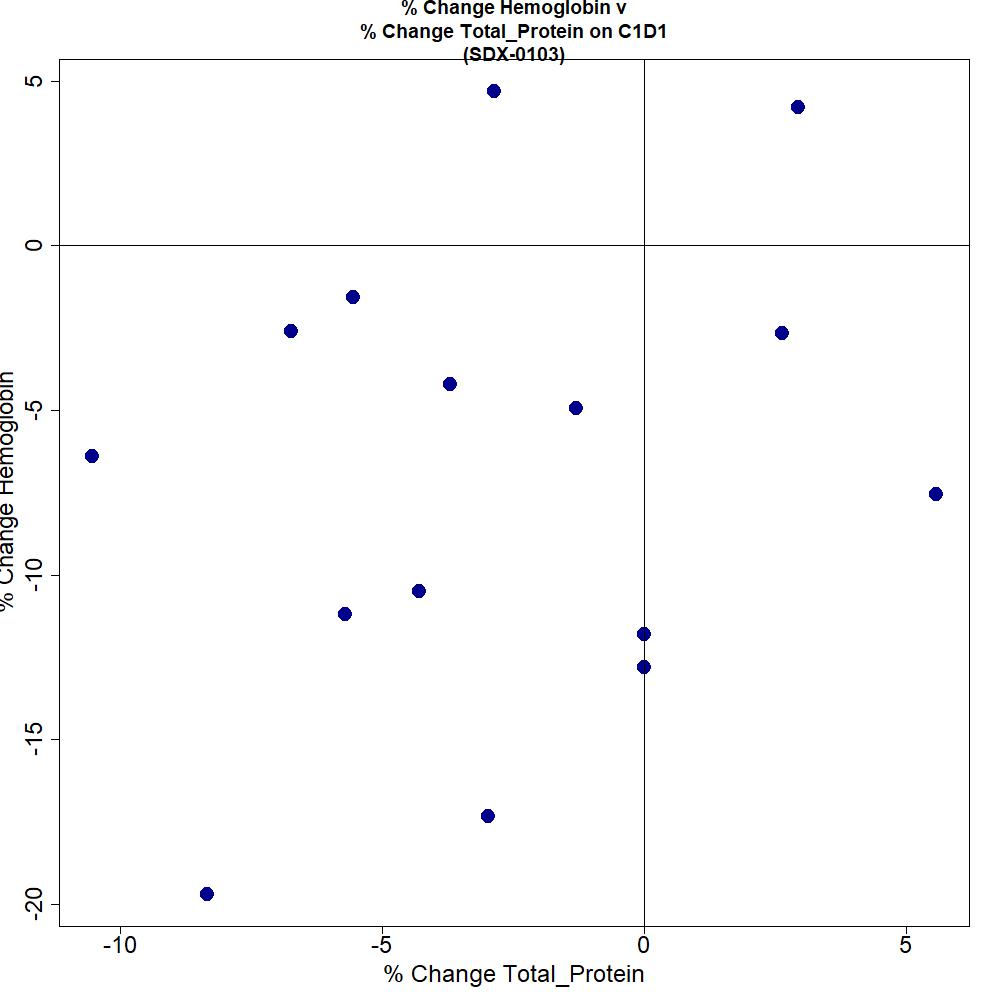 % Change Hemoglobin v
% Change Total_Protein on C1D1
(SDX-0103)
5
0
-5
-10
-15
-20
% Change Hemoglobin
-10
-5
0
5
% Change Total_Protein